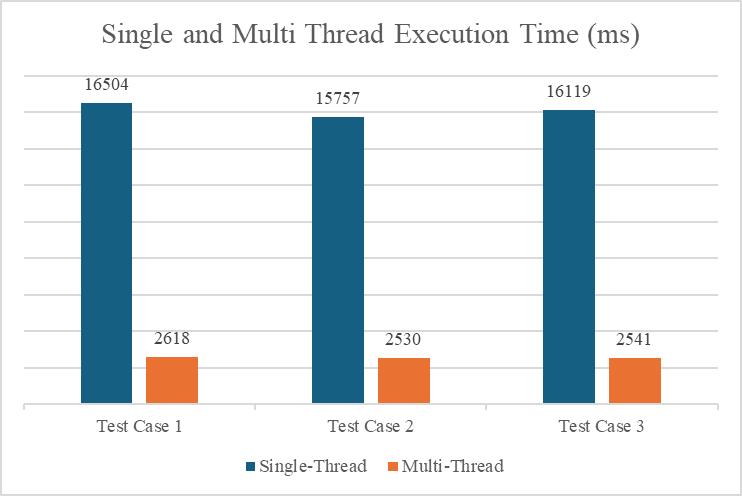 Single and Multi Thread Execution Time (ms)
16504
15757
16119
2618
2530
2541
Test Case 1
Test Case 2
Test Case 3
Single-Thread
Multi-Thread